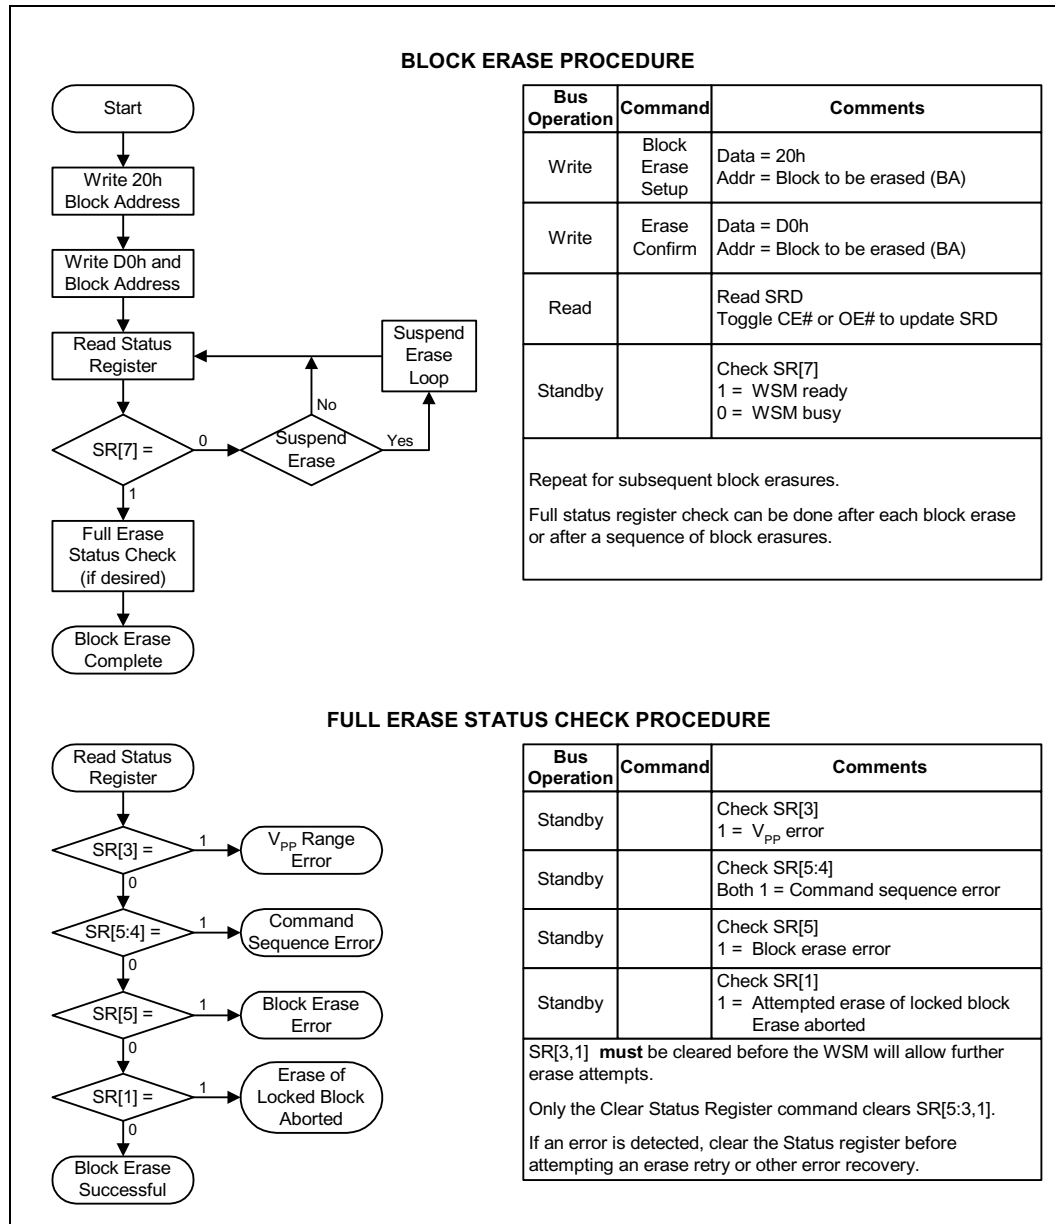 BLOCK ERASE PROCEDURE
Start
Write 20h
Block Address
Write D0h and
Block Address
Read Status
Register
Suspend
Erase
Loop
No
SR[7] =
0
Suspend
Erase
Yes
1
Full Erase
Status Check
(if desired)
Block Erase
Complete
Bus
Operation
Command
Comments
Write
Block
Erase
Setup
Data = 20h
Addr = Block to be erased (BA)
Write
Erase
Confirm
Data = D0h
Addr = Block to be erased (BA)
Read
Read SRD
Toggle CE# or OE# to update SRD
Standby
Check SR[7]
1 = WSM ready
0 = WSM busy
Repeat for subsequent block erasures.
Full status register check can be done after each block erase
or after a sequence of block erasures.
FULL ERASE STATUS CHECK PROCEDURE
Read Status
Register
SR[3] =
1
VPP Range
Error
0
SR[5:4] =
1
Command
Sequence Error
0
SR[5] =
1
Block Erase
Error
0
SR[1] =
1
Erase of
Locked Block
Aborted
0
Block Erase
Successful
Bus
Operation
Command
Comments
Standby
Check SR[3]
1 = VPP error
Standby
Check SR[5:4]
Both 1 = Command sequence error
Standby
Check SR[5]
1 = Block erase error
Standby
Check SR[1]
1 = Attempted erase of locked block
Erase aborted
SR[3,1] must be cleared before the WSM will allow further
erase attempts.
Only the Clear Status Register command clears SR[5:3,1].
If an error is detected, clear the Status register before
attempting an erase retry or other error recovery.